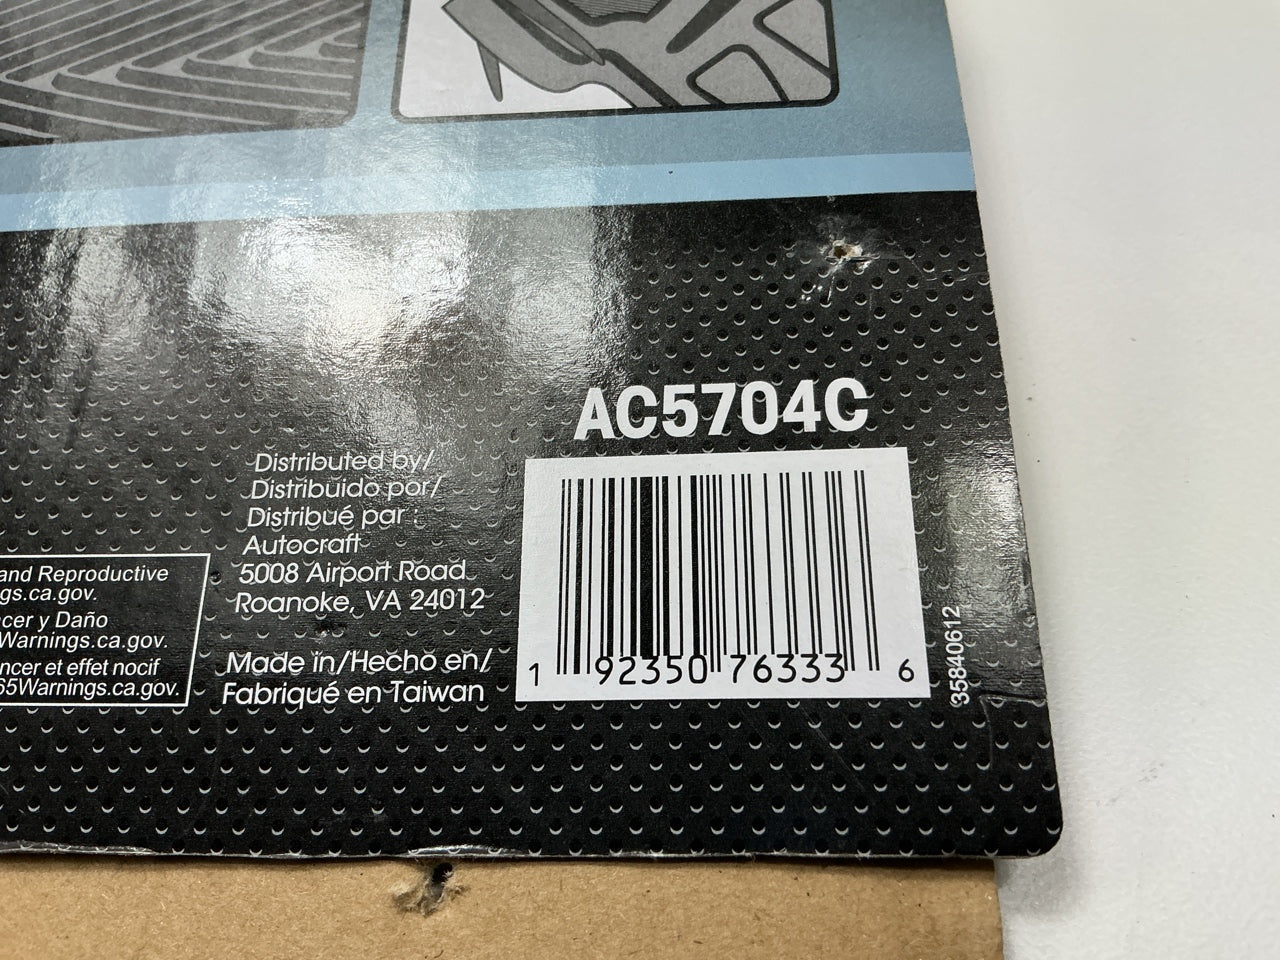 AC5704C
Distributed by/
Distribuido por/
Distribué par :
Autocraft
5008 Airport Road
Roanoke, VA 24012
Made in/Hecho en/
Fabriqué en Taiwan
and Reproductive
gs.ca.gov.
cer y Daño
Warnings.ca.gov.
ncer et effet nocif
65Warnings.ca.gov.
1 92350 76333 6
35840612